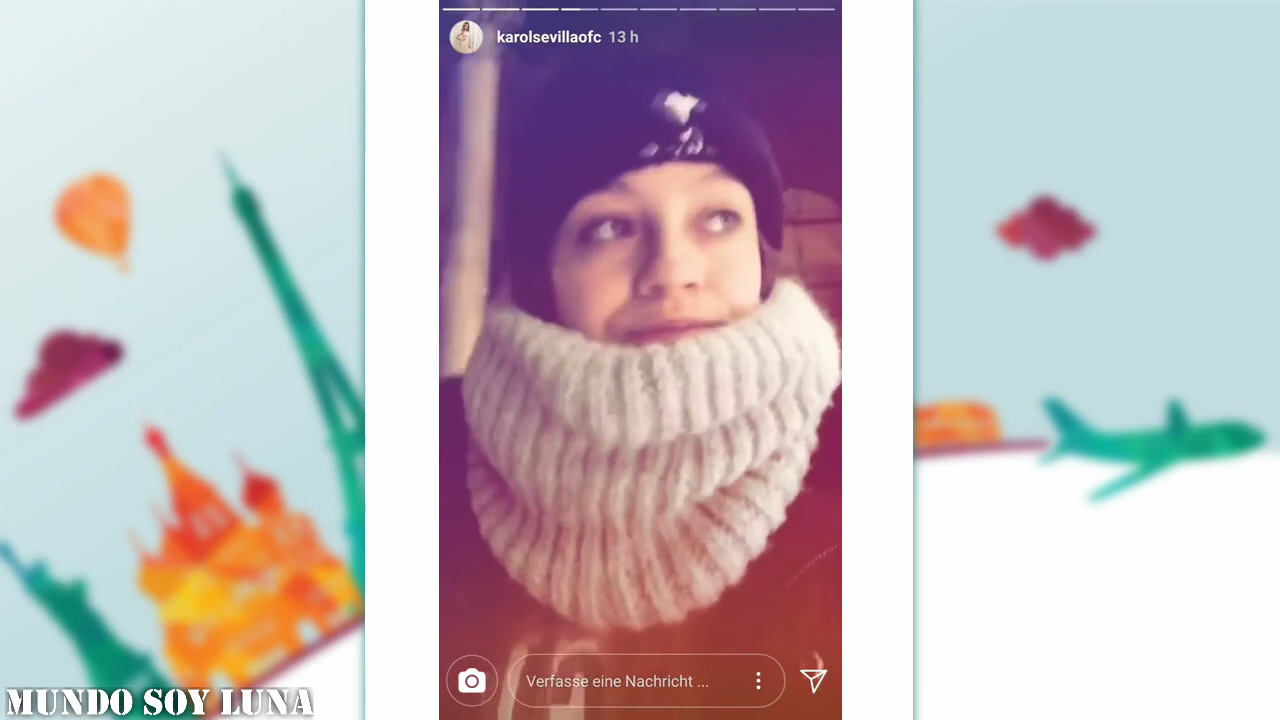 karolsevillaofc 13 h
Verfasse eine Nachricht ...
MUNDO SOY LUNA